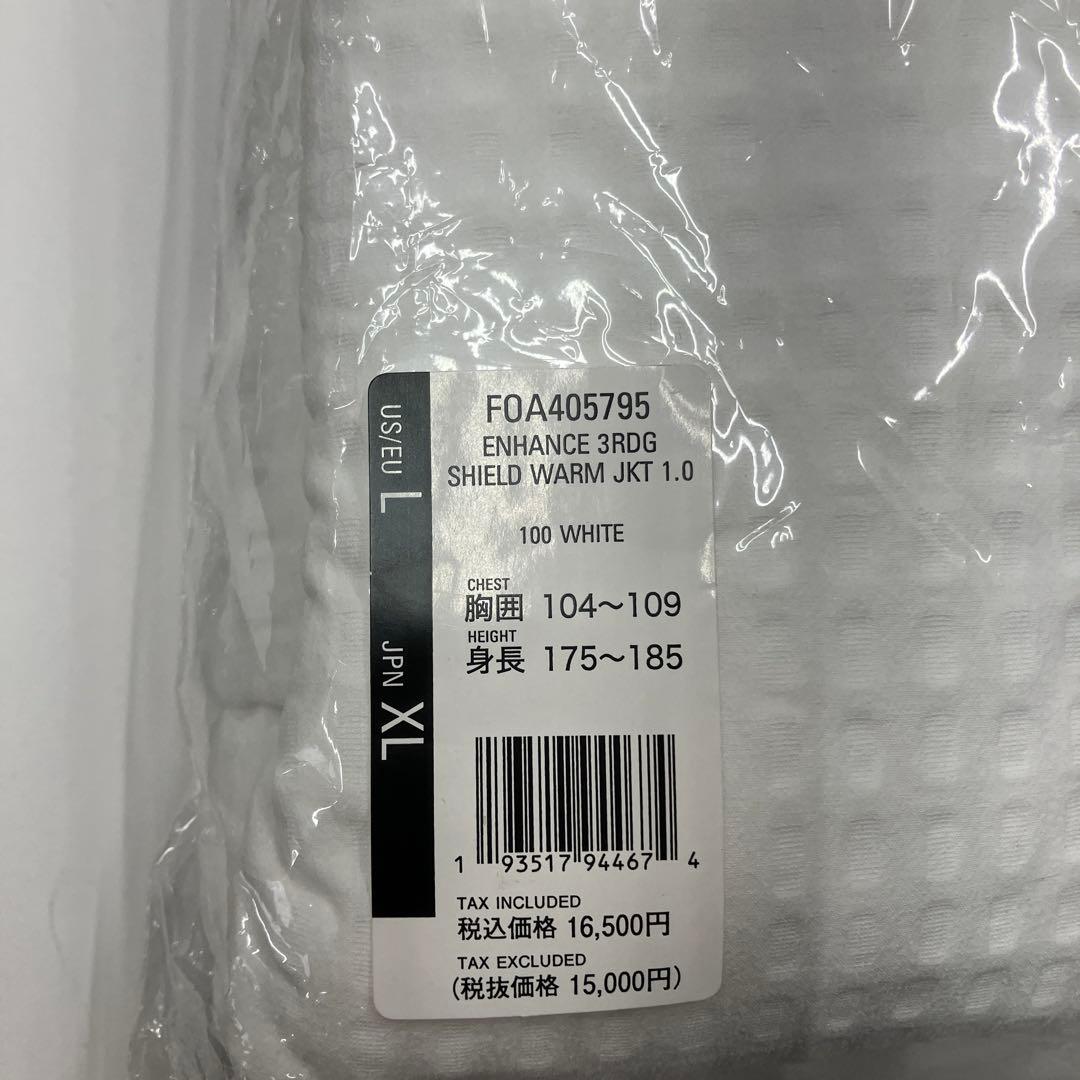 US/EU L
JPN XL
FOA405795
ENHANCE 3RDG
SHIELD WARM JKT 1.0
100 WHITE
CHEST
胸囲 104〜109
HEIGHT
身長 175〜185
1 93517 94467 4
TAX INCLUDED
税込価格 16,500円
TAX EXCLUDED
(税抜価格 15,000円)